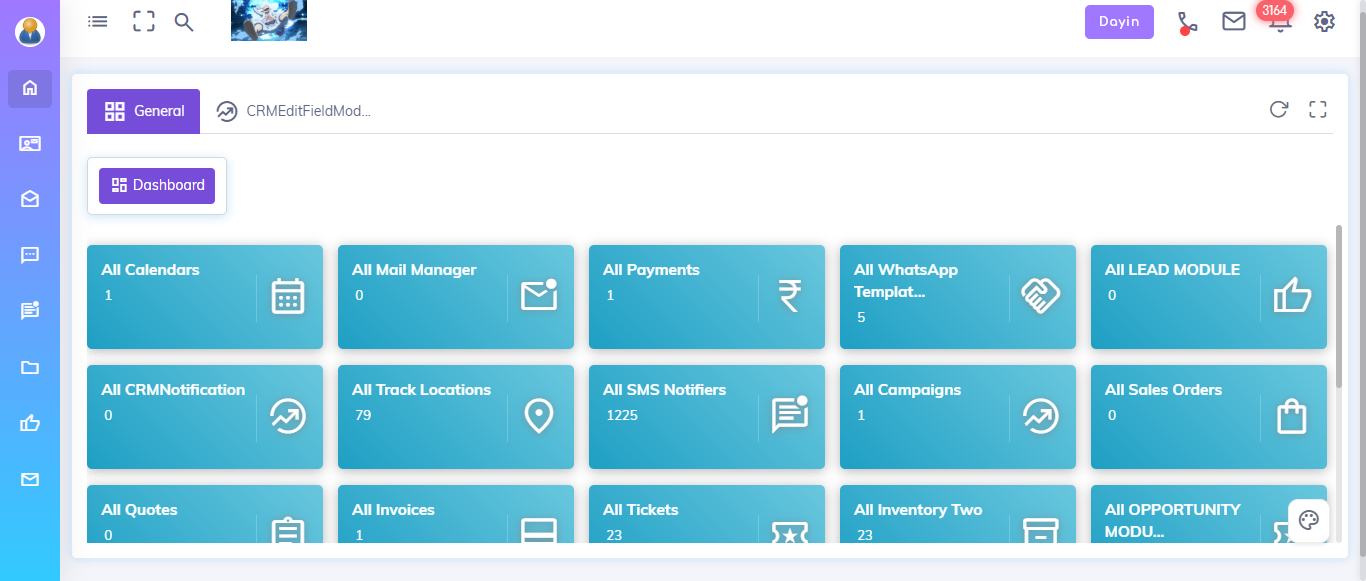 Dayin
3164
General
CRMEditFieldMod...
Dashboard
All Calendars
1
All Mail Manager
0
All Payments
1
All WhatsApp
Templat...
5
All LEAD MODULE
0
All CRMNotification
0
All Track Locations
79
All SMS Notifiers
1225
All Campaigns
1
All Sales Orders
0
All Quotes
0
All Invoices
1
All Tickets
23
All Inventory Two
23
All OPPORTUNITY
MODU...